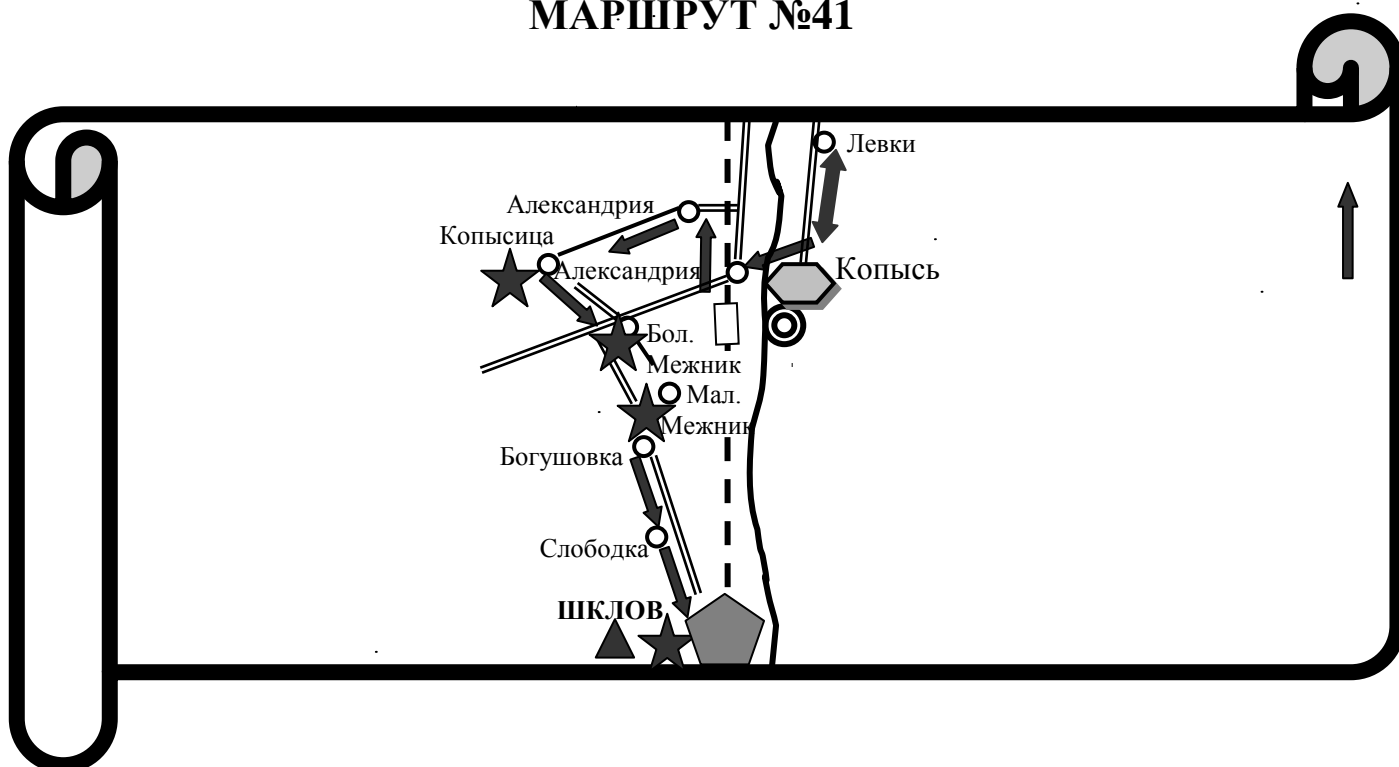 МАРШРУТ №41
Левки
Александрия
Копысица
Александрия
Копысь
Бол.
Межник
Мал.
Межник
Богушовка
Слободка
ШКЛОВ